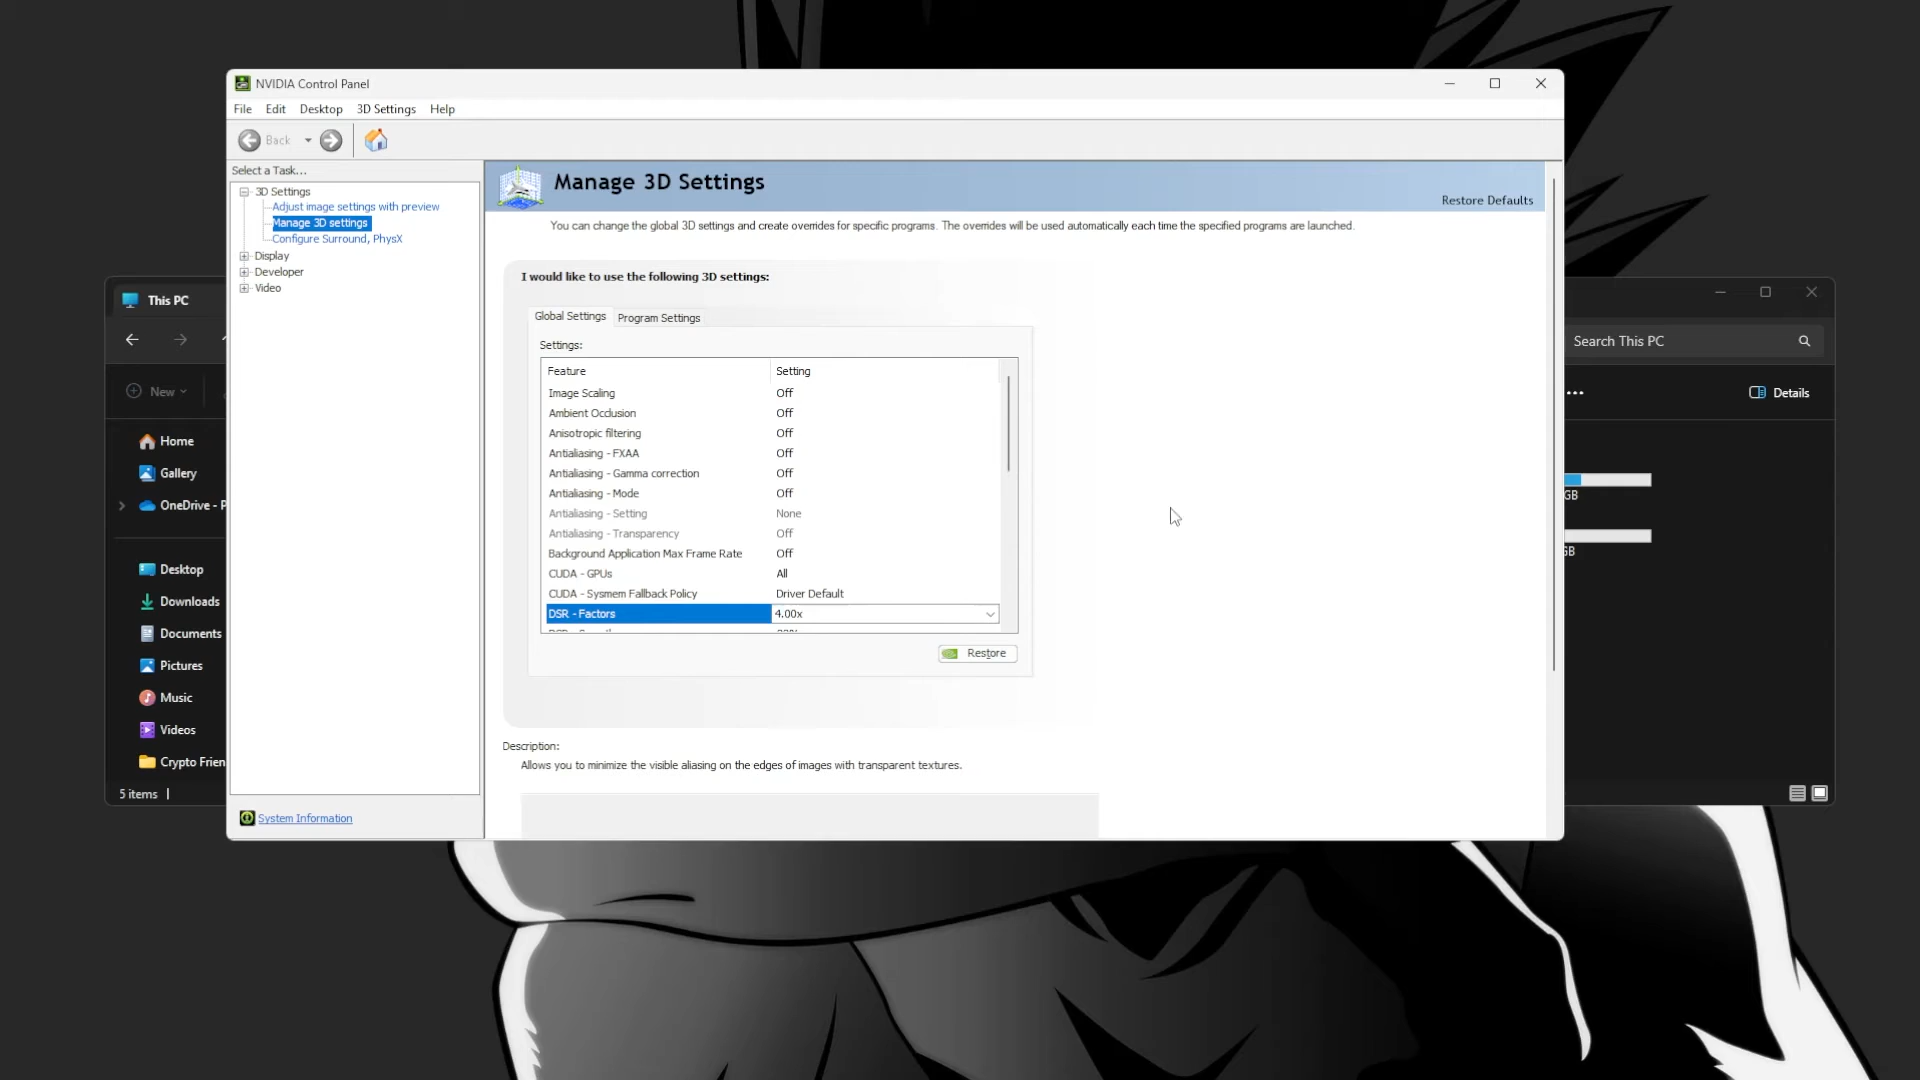 NVIDIA Control Panel
File Edit Desktop 3D Settings Help
Back
Select a Task...
3D Settings
Adjust image settings with preview
Manage 3D settings
Configure Surround, PhysX
Display
Developer
Video
System Information
Manage 3D Settings
Restore Defaults
You can change the global 3D settings and create overrides for specific programs. The overrides will be used automatically each time the specified programs are launched.
I would like to use the following 3D settings:
Global Settings Program Settings
Settings:
Feature Setting
Image Scaling Off
Ambient Occlusion Off
Anisotropic filtering Off
Antialiasing - FXAA Off
Antialiasing - Gamma correction Off
Antialiasing - Mode Off
Antialiasing - Setting None
Antialiasing - Transparency Off
Background Application Max Frame Rate Off
CUDA - GPUs All
CUDA - Sysmem Fallback Policy Driver Default
DSR - Factors 4.00x
Restore
Description:
Allows you to minimize the visible aliasing on the edges of images with transparent textures.
This PC
New
Home
Gallery
OneDrive - P
Desktop
Downloads
Documents
Pictures
Music
Videos
Crypto Frien
5 items
Search This PC
Details
GB
GB